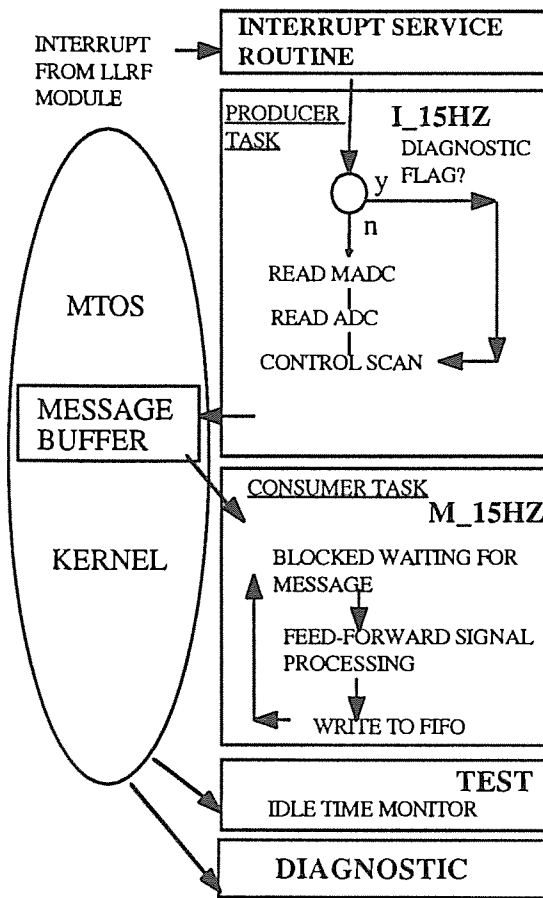 INTERRUPT
FROM LLRF
MODULE
INTERRUPT SERVICE
ROUTINE
PRODUCER
TASK
I_15HZ
DIAGNOSTIC
FLAG?
y
n
READ MADC
READ ADC
CONTROL SCAN
MTOS
MESSAGE
BUFFER
KERNEL
CONSUMER TASK
M_15HZ
BLOCKED WAITING FOR
MESSAGE
FEED-FORWARD SIGNAL
PROCESSING
WRITE TO FIFO
TEST
IDLE TIME MONITOR
DIAGNOSTIC